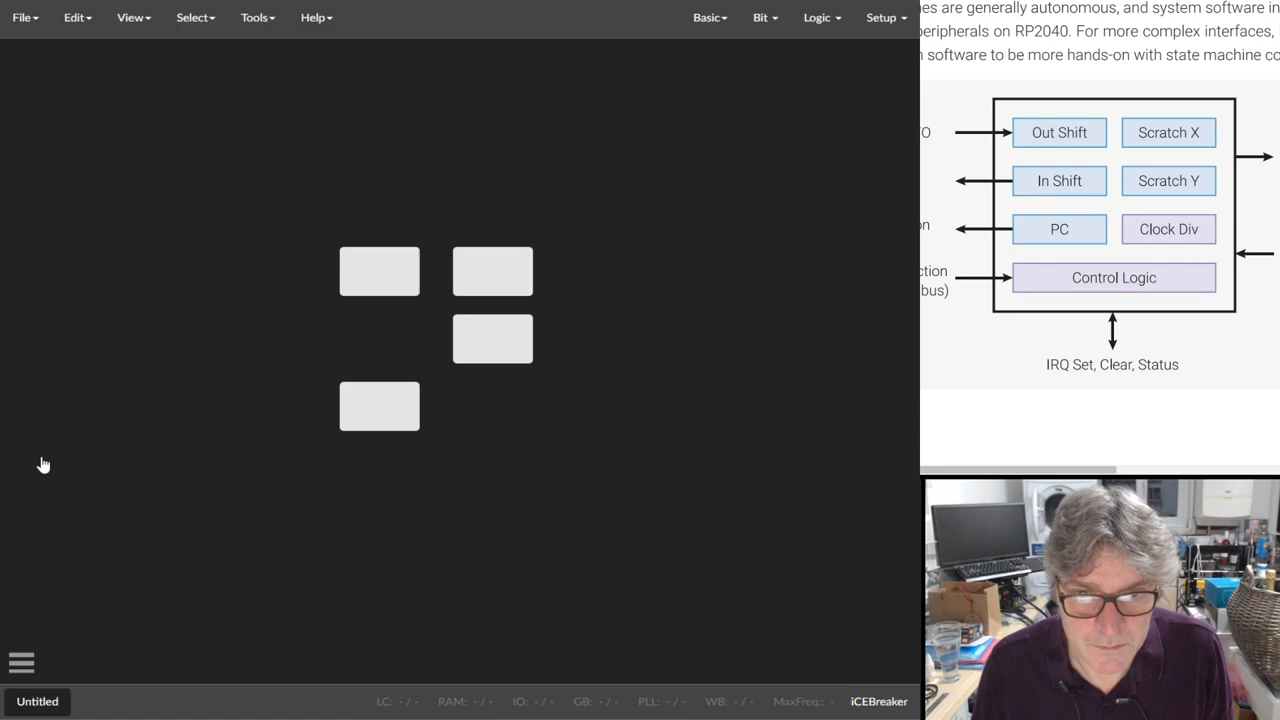 File Edit View Select Tools Help Basic Bit Logic Setup
es are generally autonomous, and system software in
peripherals on RP2040. For more complex interfaces,
software to be more hands-on with state machine co
Out Shift Scratch X
In Shift Scratch Y
PC Clock Div
Control Logic
bus)
IRQ Set, Clear, Status
Untitled LC: - / - RAM: - / - IO: - / - GB: - / - PLL: - / - WB: - / - MaxFreq.: - iCEBreaker